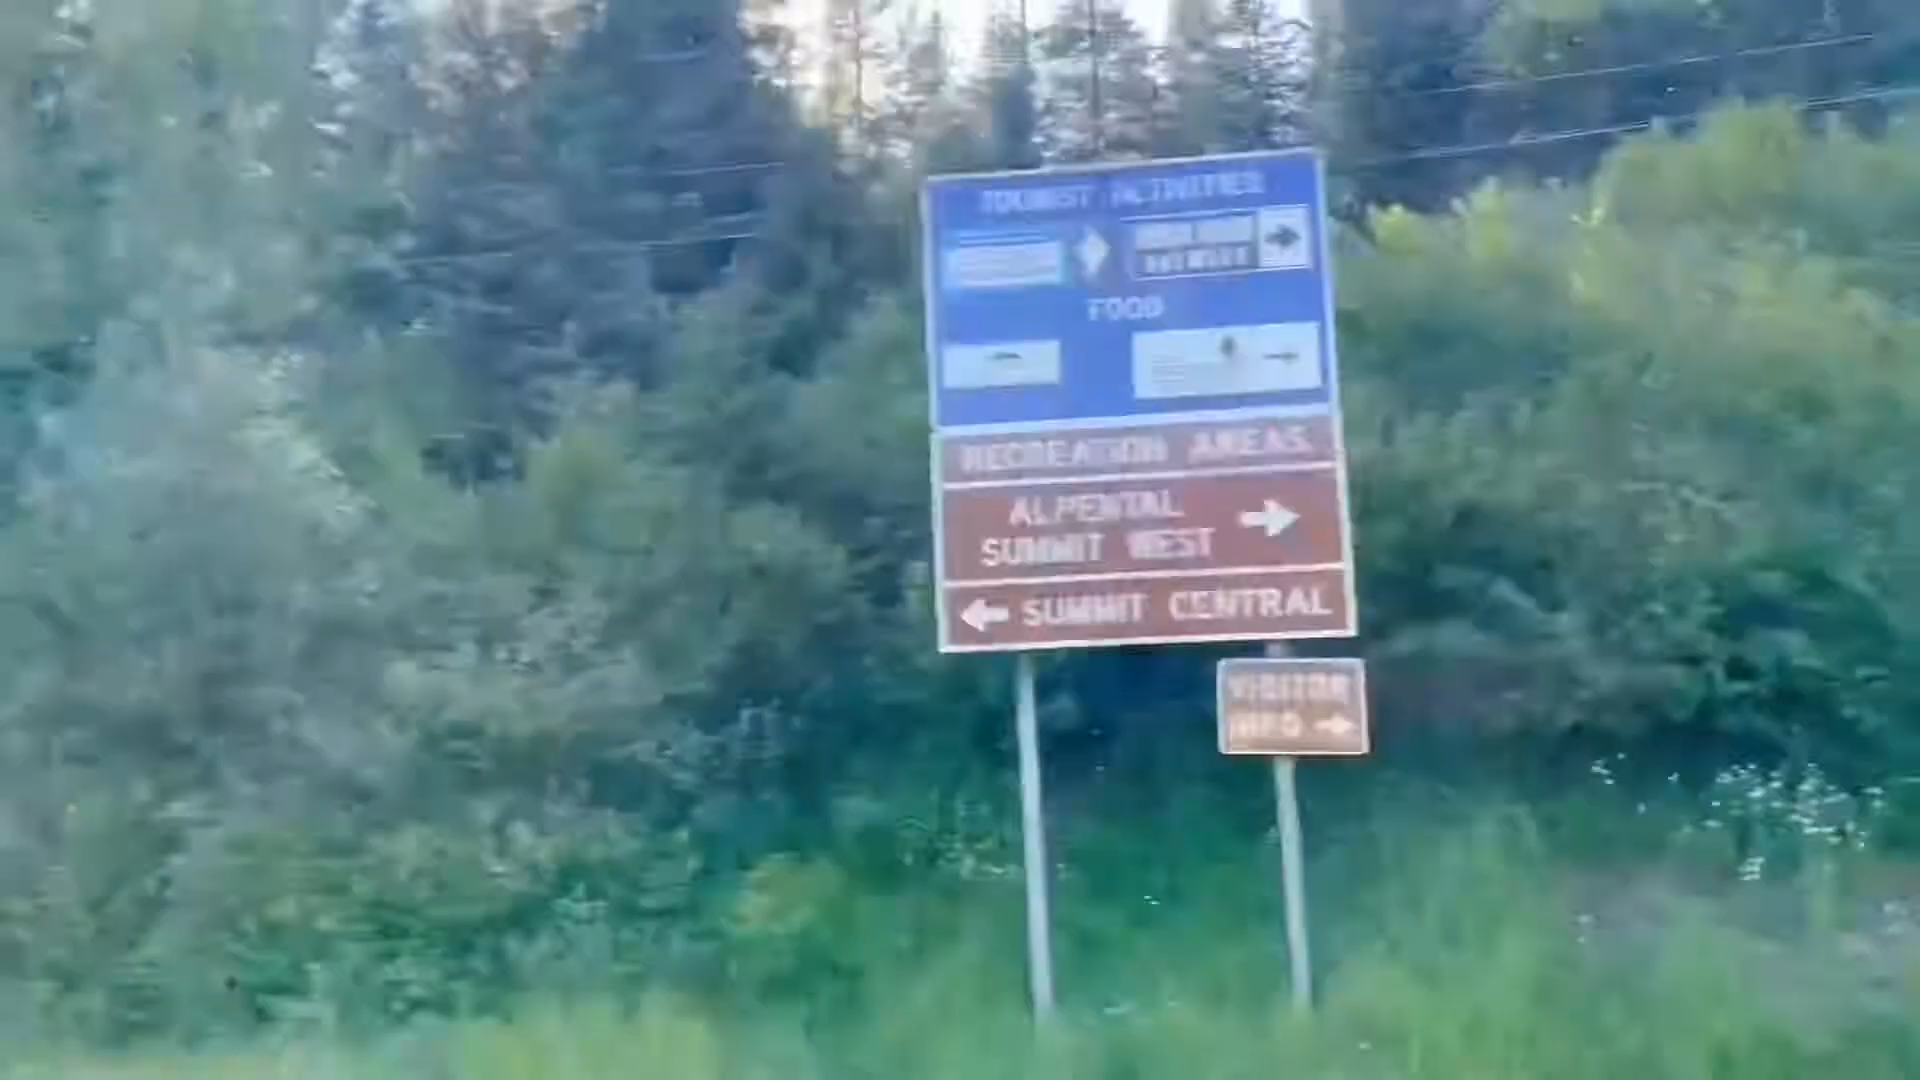 TOURIST ACTIVITIES
FOOD
RECREATION AREAS
ALPENTAL
SUMMIT WEST
SUMMIT CENTRAL
VISITOR
INFO